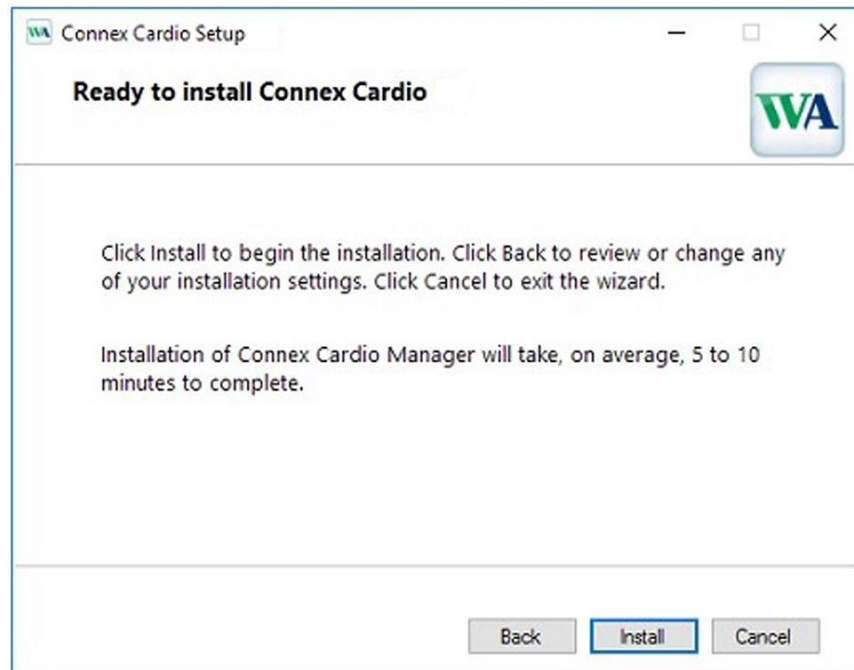 WA Connex Cardio Setup
Ready to install Connex Cardio
WA
Click Install to begin the installation. Click Back to review or change any
of your installation settings. Click Cancel to exit the wizard.
Installation of Connex Cardio Manager will take, on average, 5 to 10
minutes to complete.
Back Install Cancel